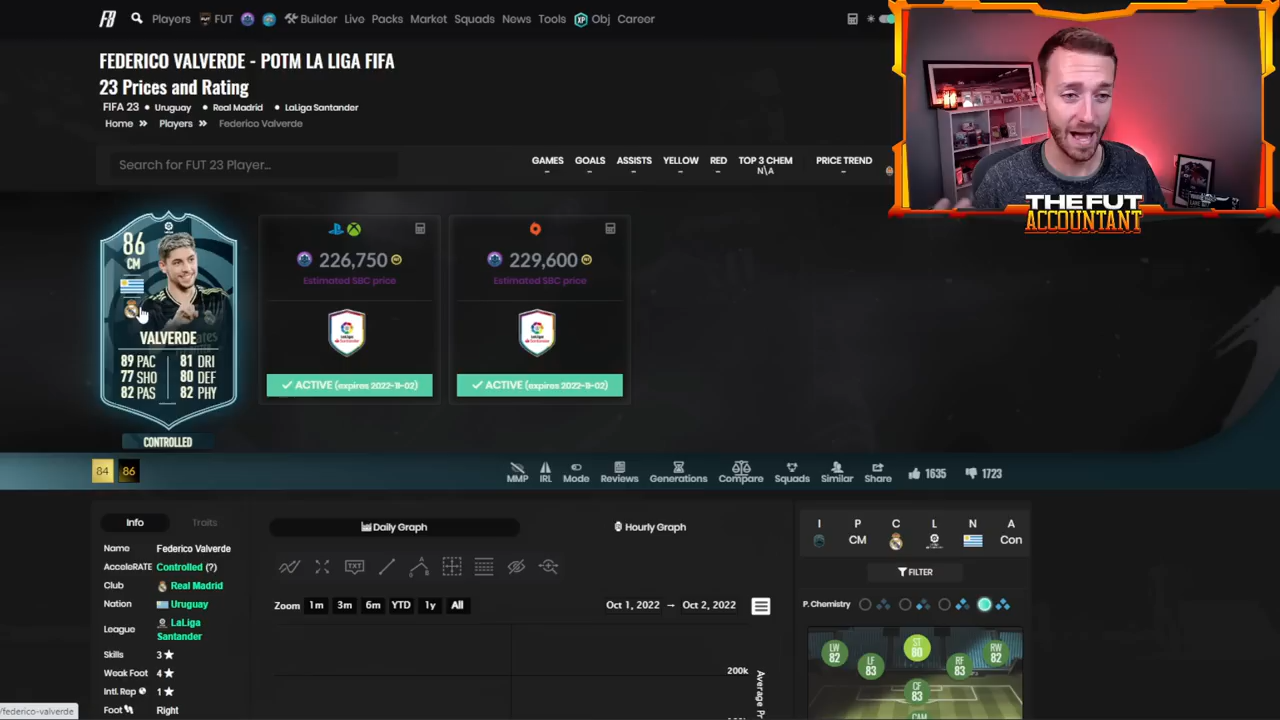 FB Players FUT Builder Live Packs Market Squads News Tools XP Obj Career
FEDERICO VALVERDE - POTM LA LIGA FIFA
23 Prices and Rating
FIFA 23 • Uruguay • Real Madrid • LaLiga Santander
Home » Players » Federico Valverde
Search for FUT 23 Player...
GAMES GOALS ASSISTS YELLOW RED TOP 3 CHEM PRICE TREND
- - - - - N\A -
THE FUT
ACCOUNTANT
86
CM
VALVERDE
89 PAC 81 DRI
77 SHO 80 DEF
82 PAS 82 PHY
CONTROLLED
226,750
Estimated SBC price
ACTIVE (expires 2022-11-02)
229,600
Estimated SBC price
ACTIVE (expires 2022-11-02)
84 86
MMP IRL Mode Reviews Generations Compare Squads Similar Share 1635 1723
Info Traits
Name Federico Valverde
AcceleRATE Controlled (?)
Club Real Madrid
Nation Uruguay
League LaLiga
Santander
Skills 3
Weak Foot 4
Intl. Rep 1
Foot Right
/federico-valverde
Daily Graph Hourly Graph
TXT
Zoom 1m 3m 6m YTD 1y All Oct 1, 2022 → Oct 2, 2022
200k
Average Pr
I P C L N A
CM Con
FILTER
P. Chemistry
LW
82
LF
83
ST
80
RF
83
RW
82
CF
83
CAM